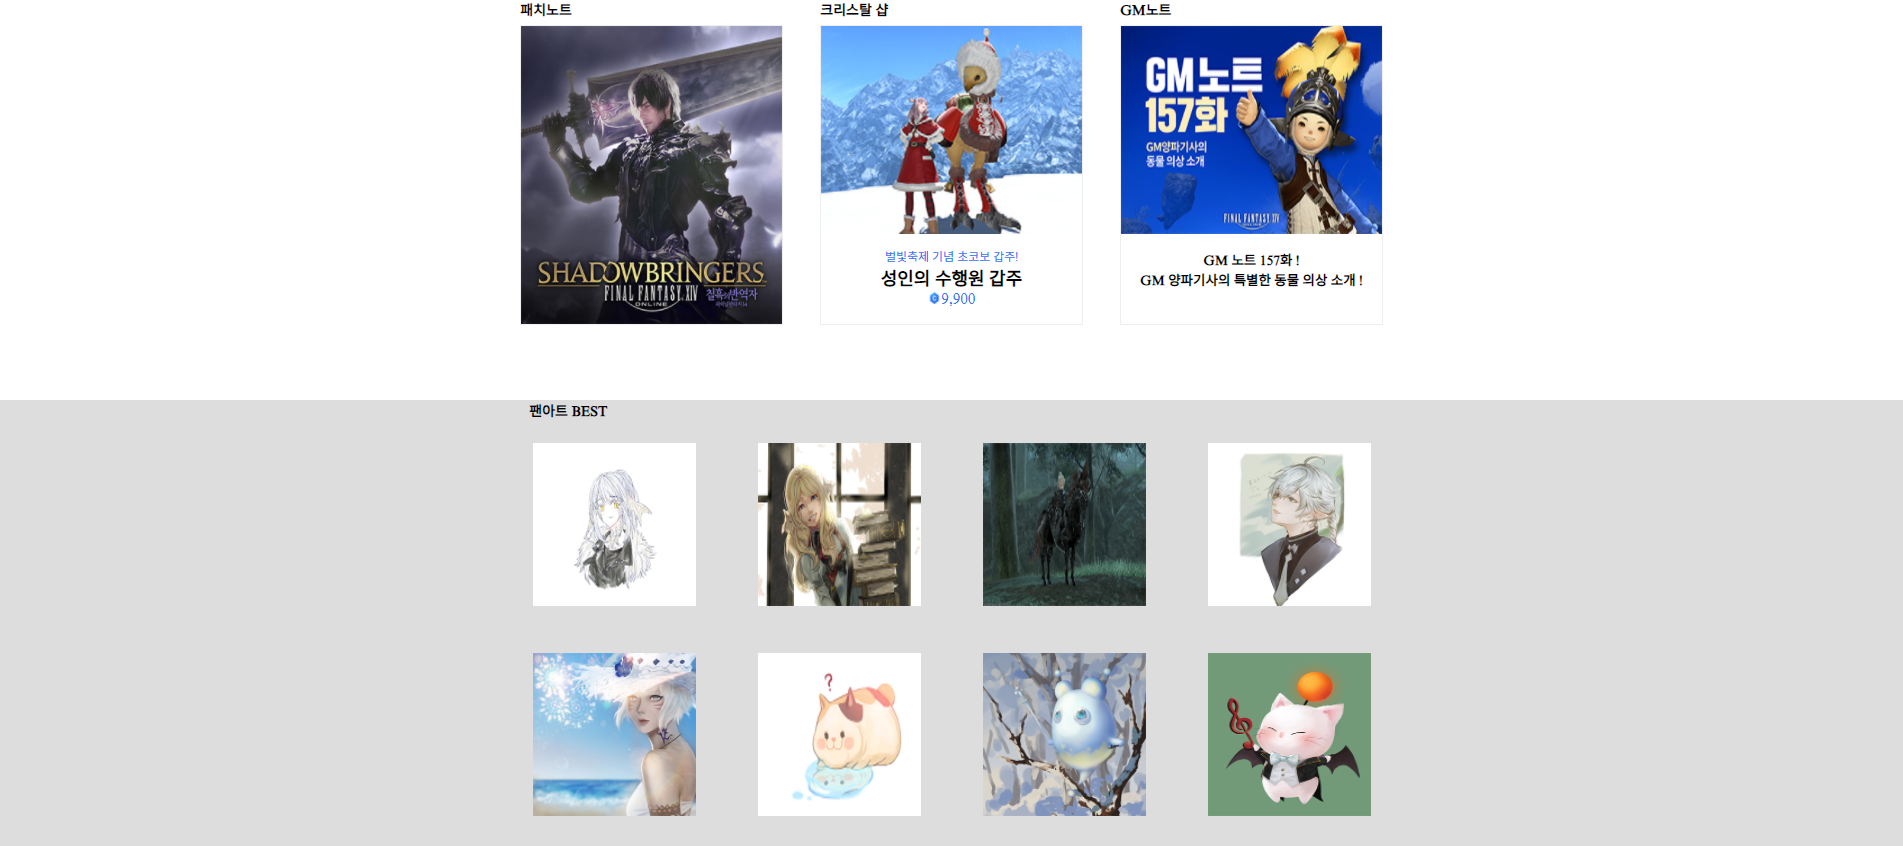 패치노트
SHADOWBRINGERS
FINAL FANTASY XIV
ONLINE
칠흑의 반역자
크리스탈 샵
별빛축제 기념 초코보 갑주!
성인의 수행원 갑주
9,900
GM노트
GM 노트
157화
GM양파기사의
동물 의상 소개
FINAL FANTASY XIV
GM 노트 157화 !
GM 양파기사의 특별한 동물 의상 소개 !
팬아트 BEST
?